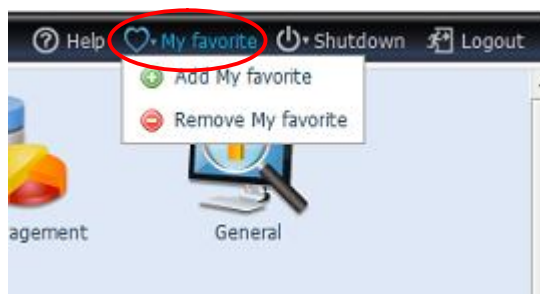 Help My favorite Shutdown Logout
Add My favorite
Remove My favorite
agement General